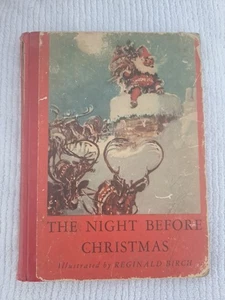 THE NIGHT BEFORE
CHRISTMAS
illustrated by REGINALD BIRCH